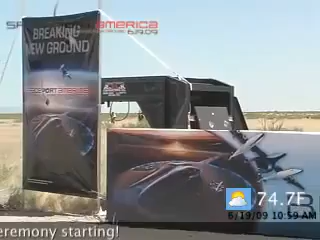 SPACEPORT AMERICA
6.19.09
BREAKING
NEW GROUND
SPACEPORT AMERICA
74.7F
6/19/09 10:59 AM
eremony starting!